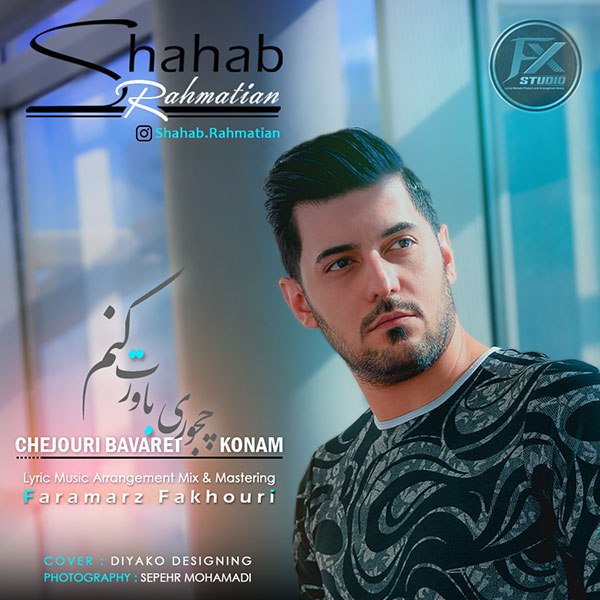 Shahab
Rahmatian
Shahab.Rahmatian
FX
STUDIO
چجوری باورت کنم
CHEJOURI BAVARET KONAM
Lyric Music Arrangement Mix & Mastering
Faramarz Fakhouri
COVER : DIYAKO DESIGNING
PHOTOGRAPHY : SEPEHR MOHAMADI